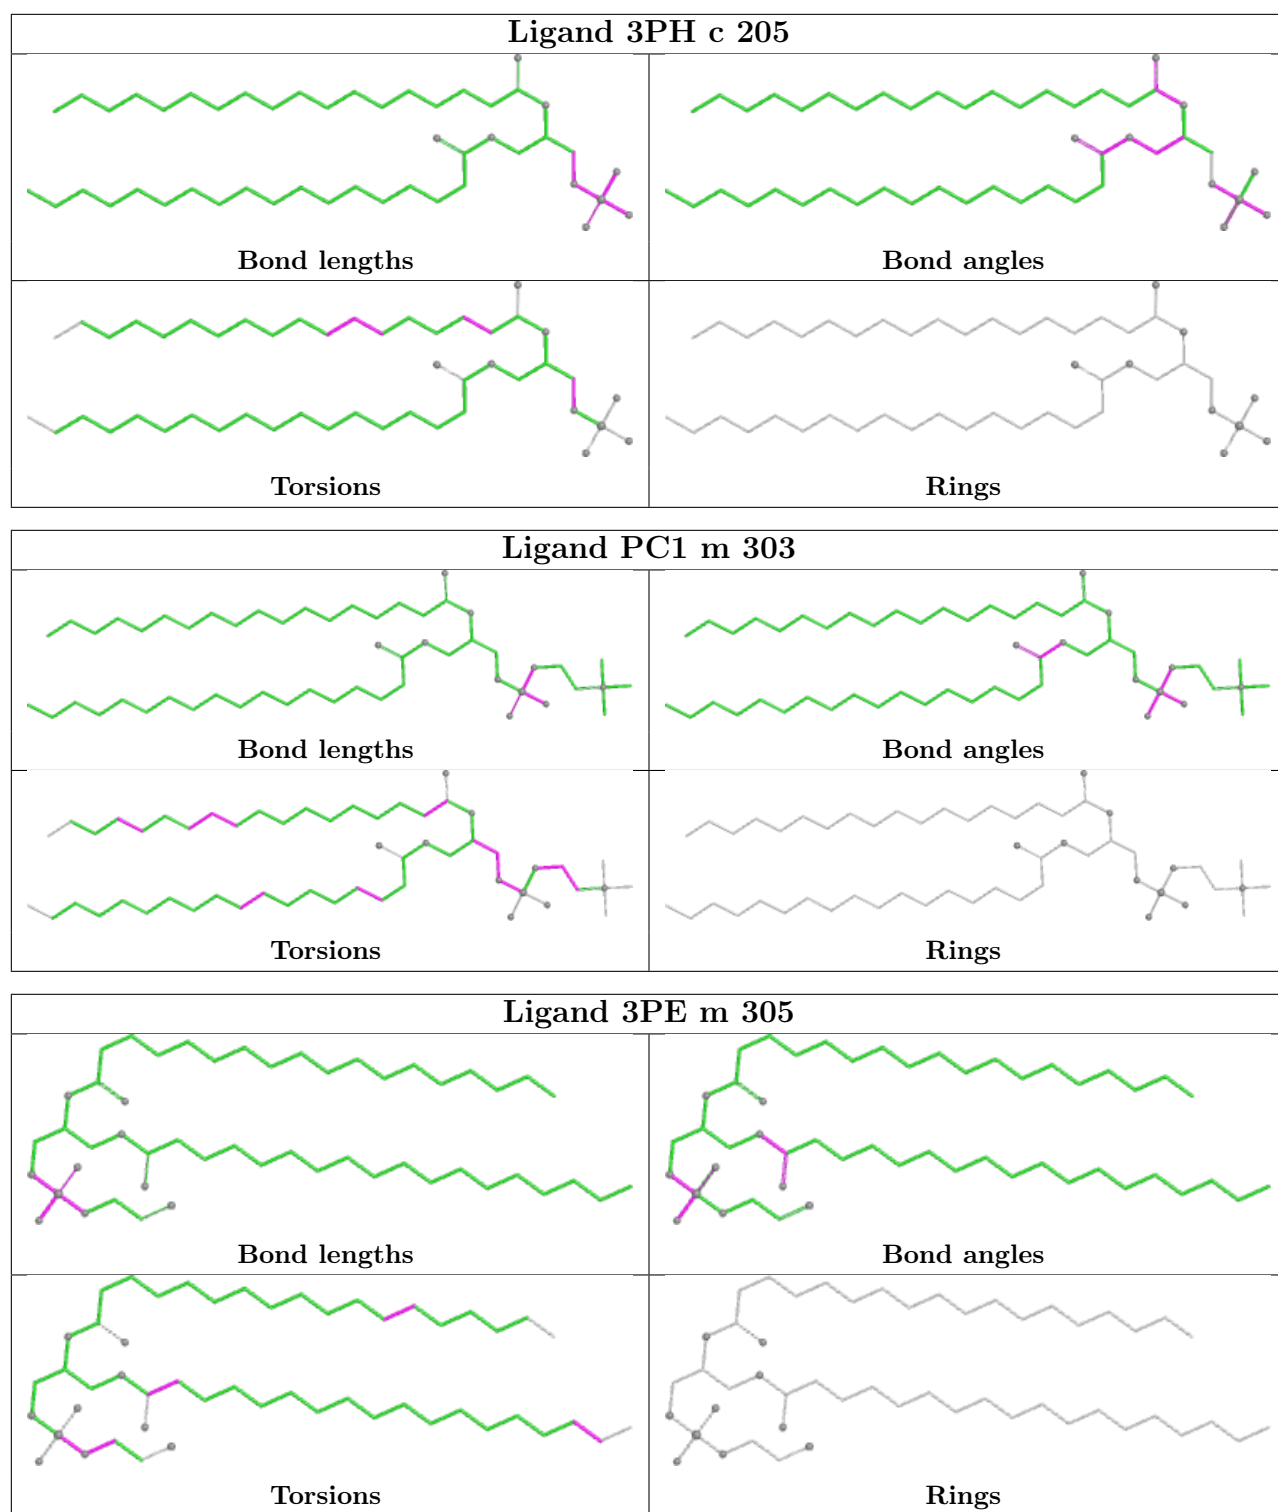 Ligand 3PH c 205
Bond lengths
Bond angles
Torsions
Rings
Ligand PC1 m 303
Bond lengths
Bond angles
Torsions
Rings
Ligand 3PE m 305
Bond lengths
Bond angles
Torsions
Rings